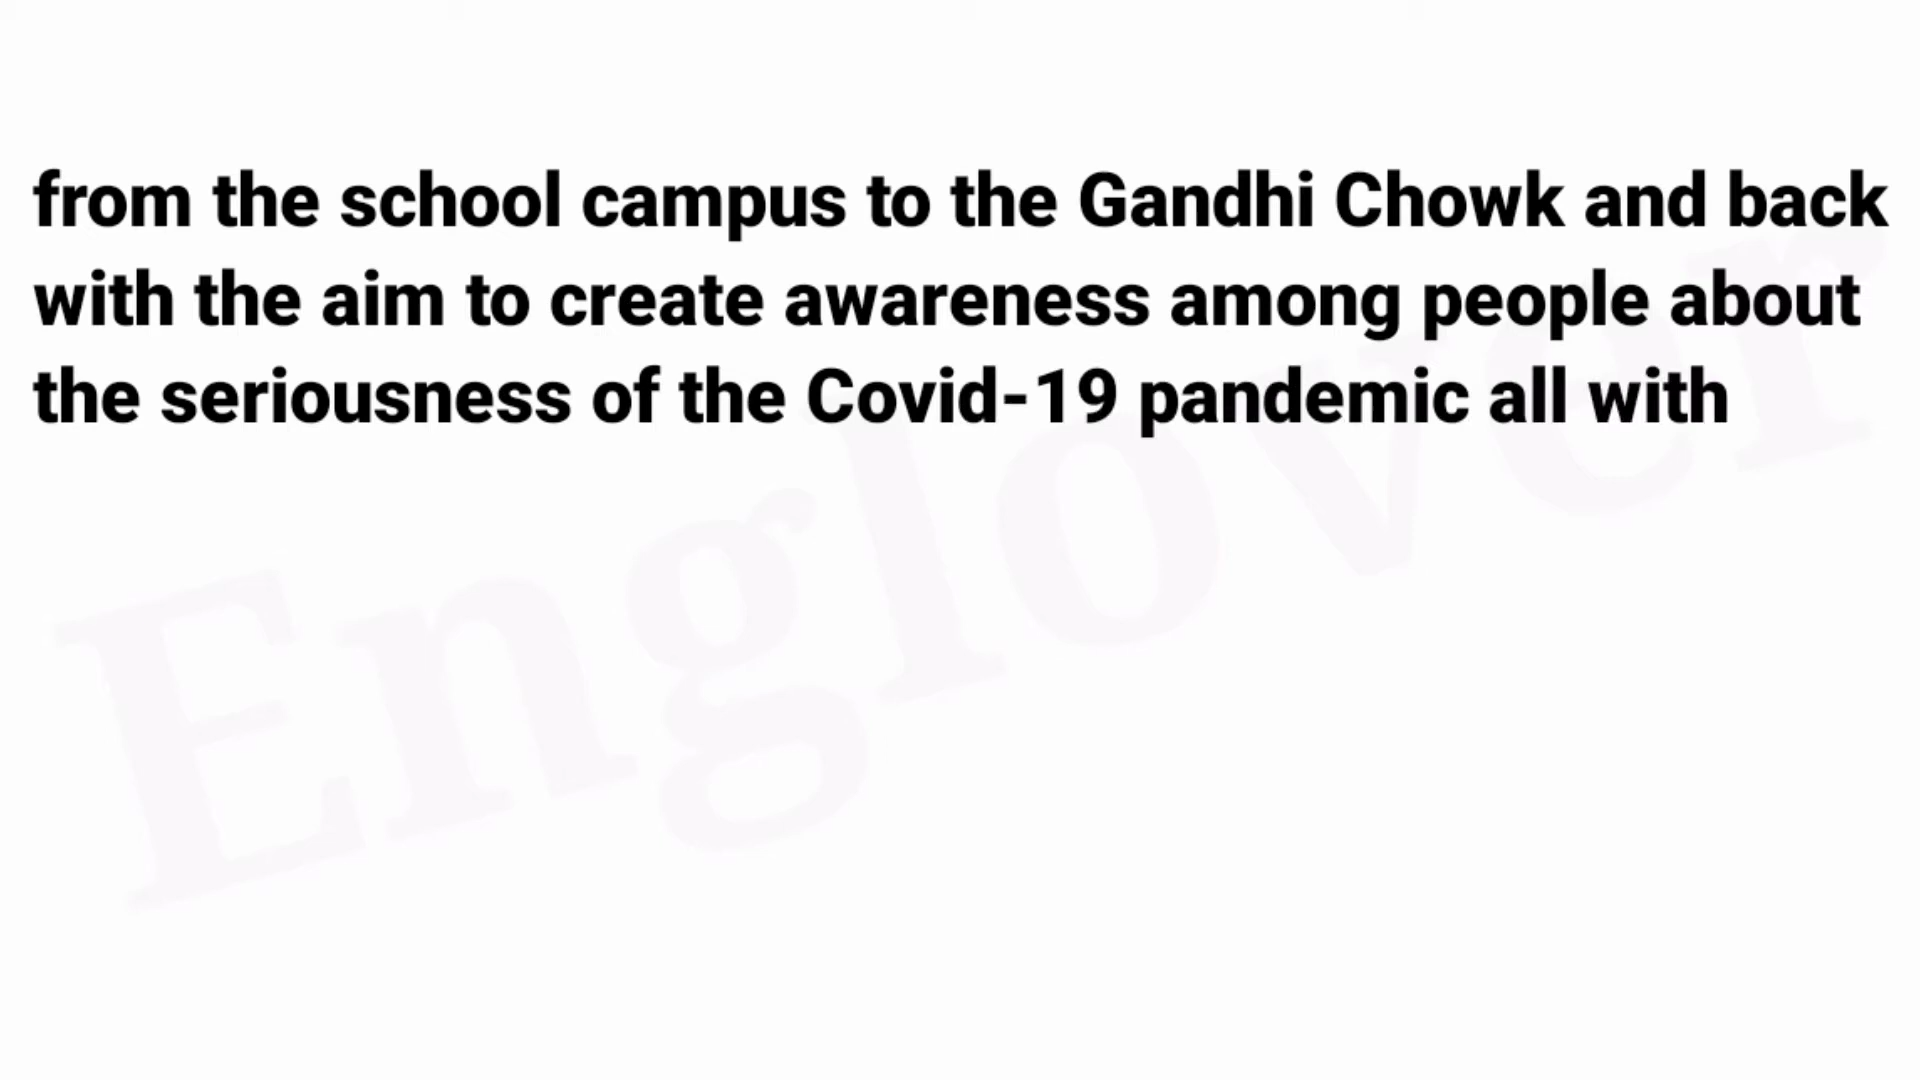 from the school campus to the Gandhi Chowk and back
with the aim to create awareness among people about
the seriousness of the Covid-19 pandemic all with
Englover